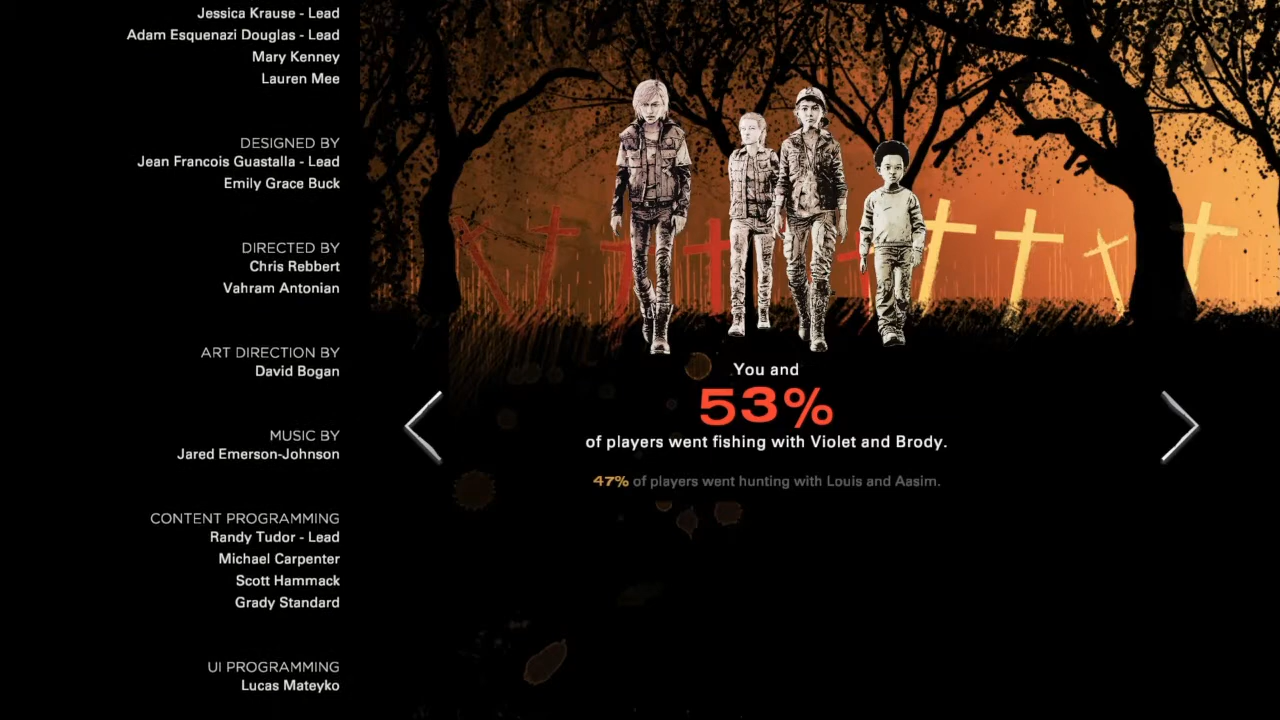 Jessica Krause - Lead
Adam Esquenazi Douglas - Lead
Mary Kenney
Lauren Mee
DESIGNED BY
Jean Francois Guastalla - Lead
Emily Grace Buck
DIRECTED BY
Chris Rebbert
Vahram Antonian
ART DIRECTION BY
David Bogan
MUSIC BY
Jared Emerson-Johnson
CONTENT PROGRAMMING
Randy Tudor - Lead
Michael Carpenter
Scott Hammack
Grady Standard
UI PROGRAMMING
Lucas Mateyko
You and
53%
of players went fishing with Violet and Brody.
47% of players went hunting with Louis and Aasim.